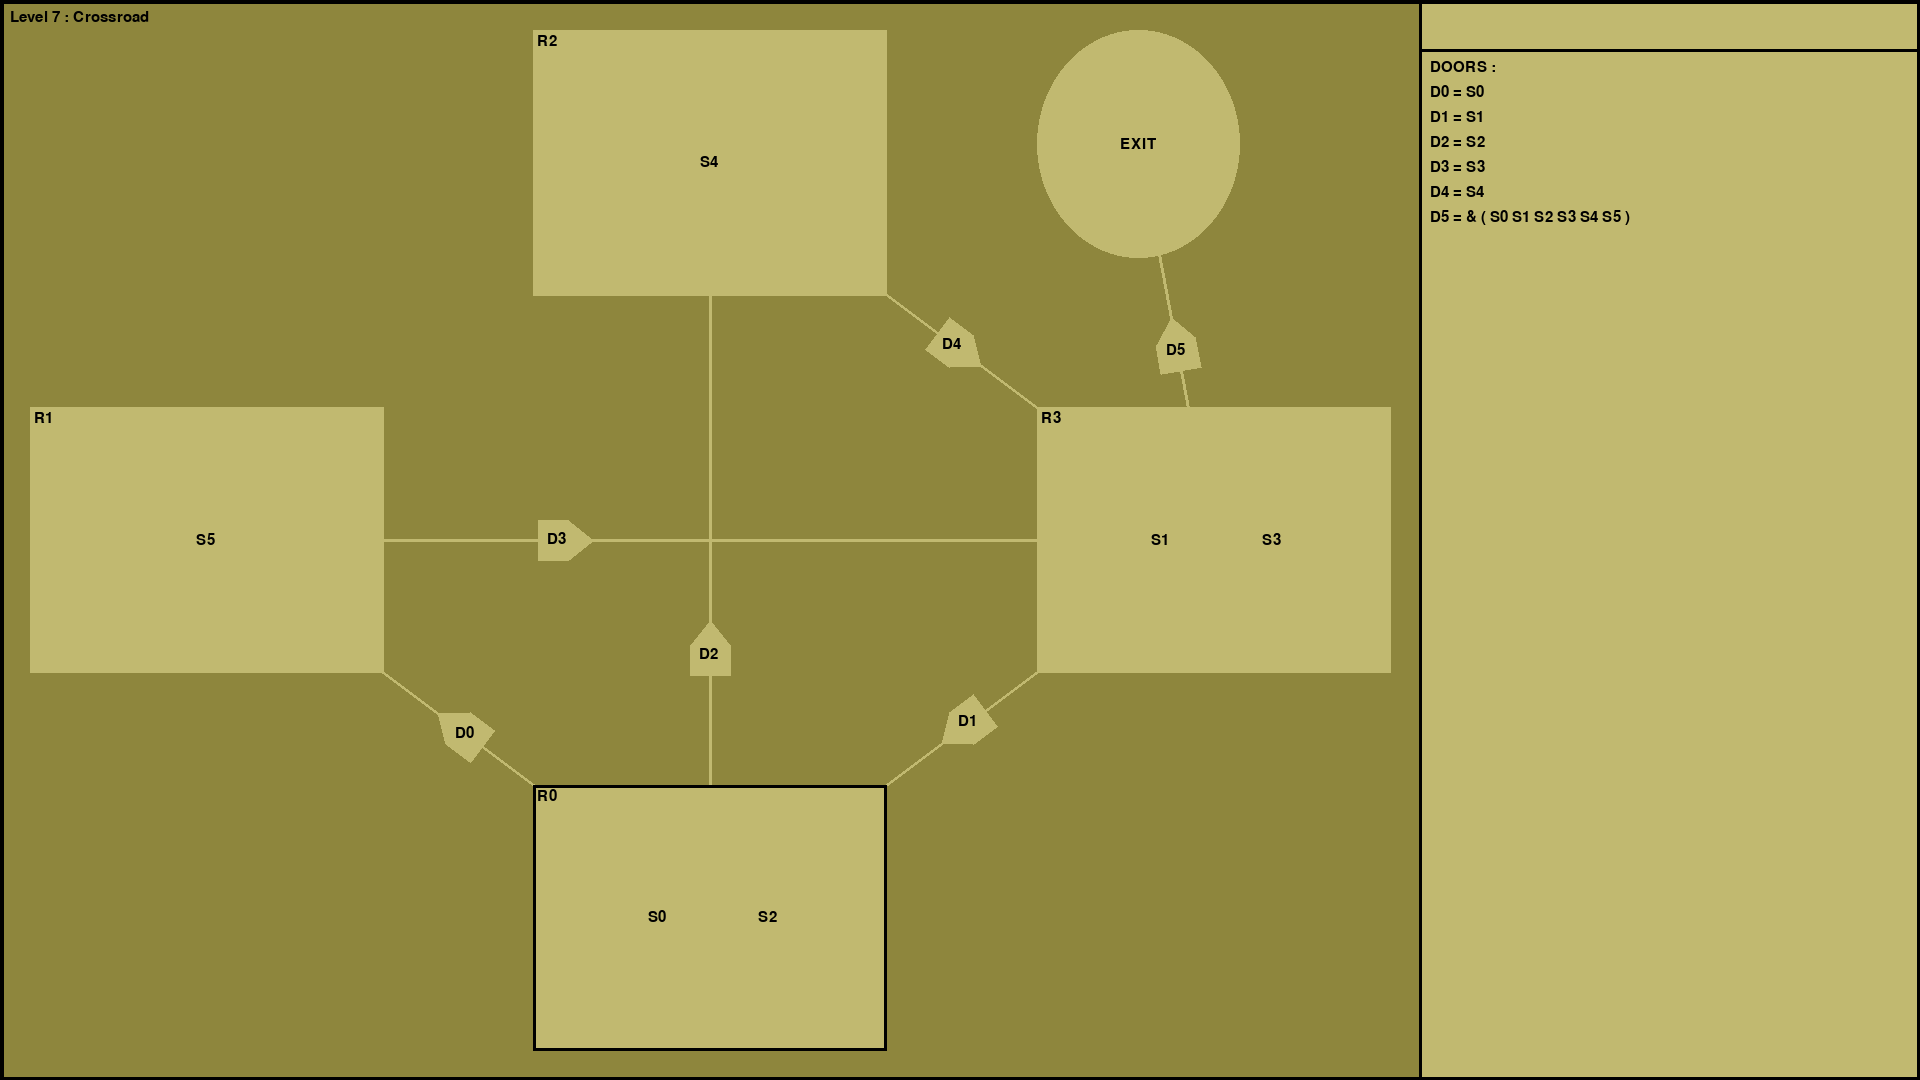 Level 7 : Crossroad
R2
S4
EXIT
D4
D5
R1
S5
D3
R3
S1 S3
D2
D0
D1
R0
S0 S2
DOORS :
D0 = S0
D1 = S1
D2 = S2
D3 = S3
D4 = S4
D5 = & ( S0 S1 S2 S3 S4 S5 )